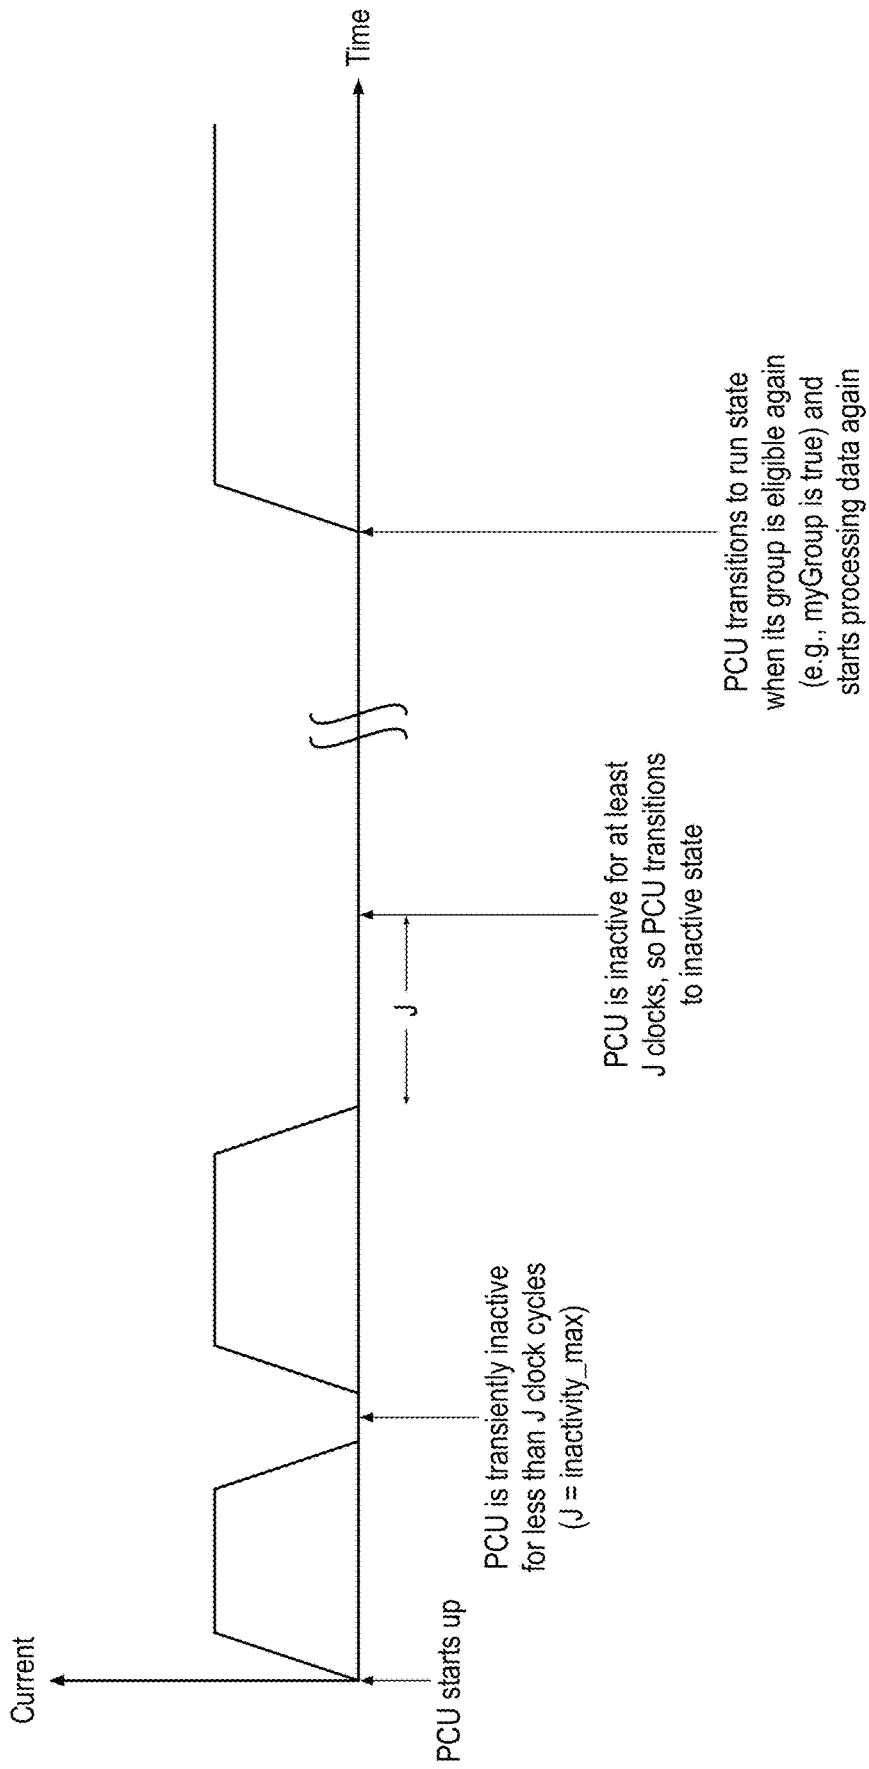 Current
Time
PCU starts up
PCU is transiently inactive
for less than J clock cycles
(J = inactivity_max)
J
PCU is inactive for at least
J clocks, so PCU transitions
to inactive state
PCU transitions to run state
when its group is eligible again
(e.g., myGroup is true) and
starts processing data again